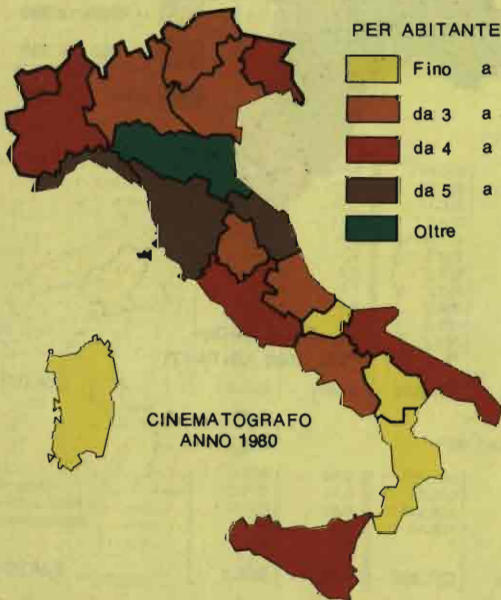 PER ABITANTE
Fino a
da 3 a
da 4 a
da 5 a
Oltre
CINEMATOGRAFO
ANNO 1980